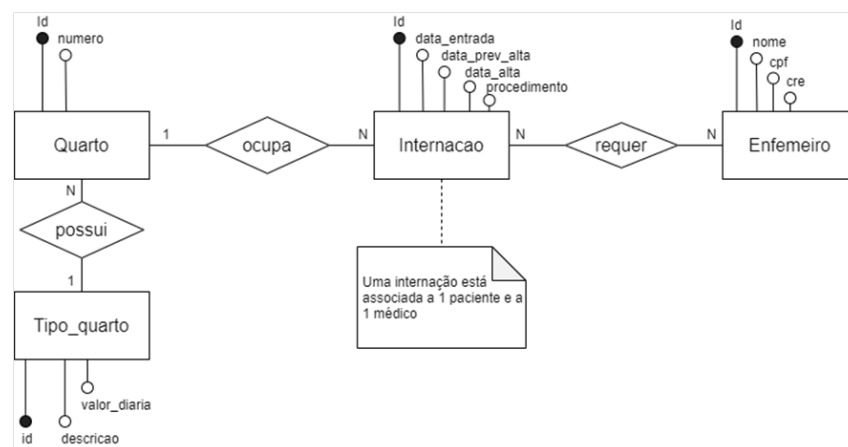 Id
numero
Quarto
1
ocupa
N
Id
data_entrada
data_prev_alta
data_alta
procedimento
Internacao
N
requer
N
Id
nome
cpf
cre
Enfemeiro
N
possui
1
Tipo_quarto
valor_diaria
id
descricao
Uma internação está
associada a 1 paciente e a
1 médico